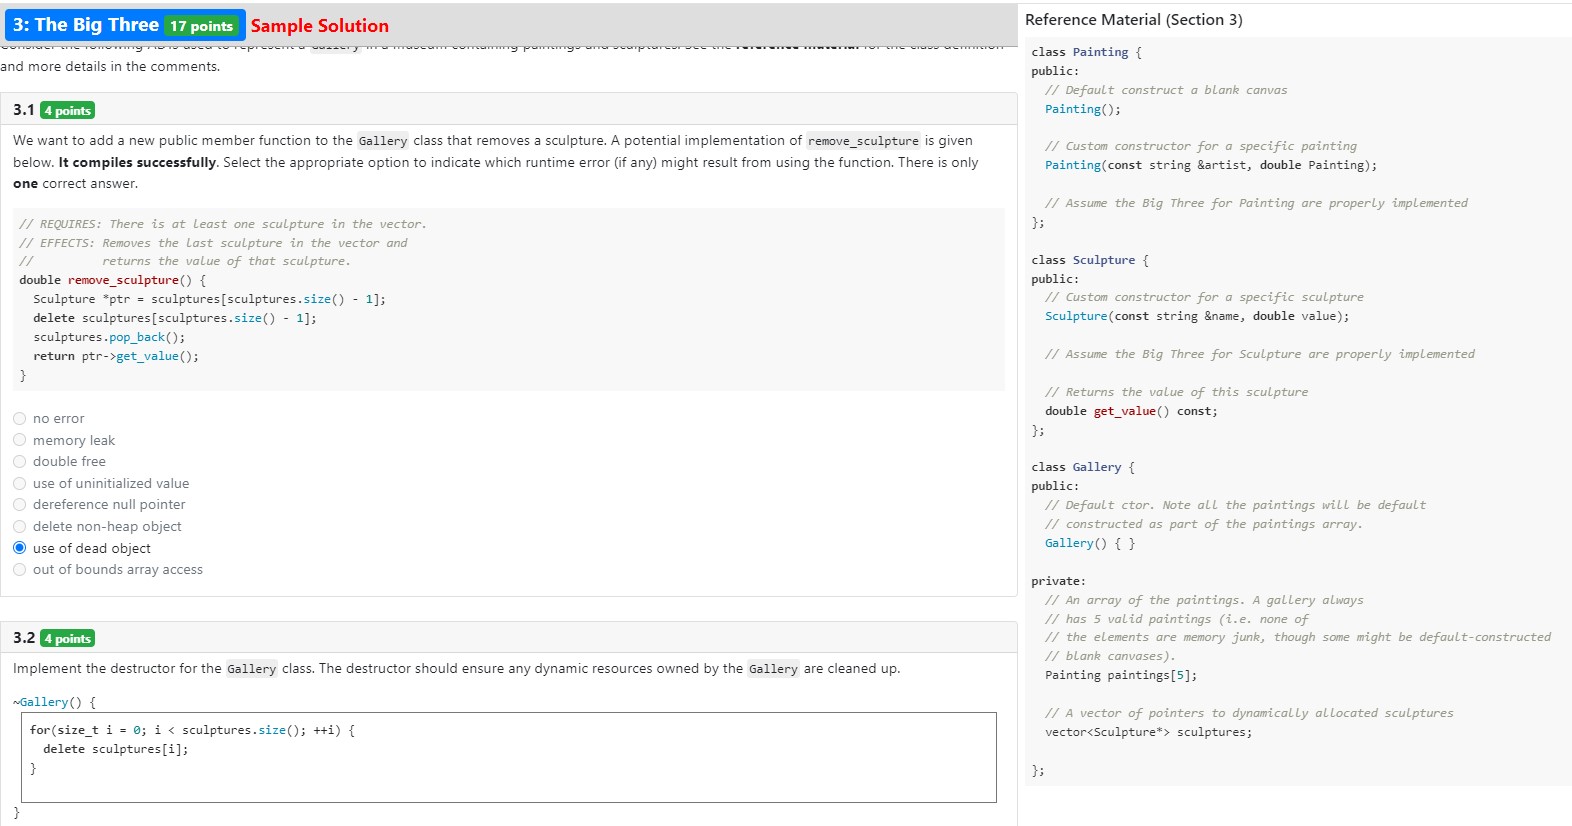 3: The Big Three 17 points Sample Solution
and more details in the comments.
3.1 4 points
We want to add a new public member function to the Gallery class that removes a sculpture. A potential implementation of remove_sculpture is given
below. It compiles successfully. Select the appropriate option to indicate which runtime error (if any) might result from using the function. There is only
one correct answer.
// REQUIRES: There is at least one sculpture in the vector.
// EFFECTS: Removes the last sculpture in the vector and
//          returns the value of that sculpture.
double remove_sculpture() {
  Sculpture *ptr = sculptures[sculptures.size() - 1];
  delete sculptures[sculptures.size() - 1];
  sculptures.pop_back();
  return ptr->get_value();
}
no error
memory leak
double free
use of uninitialized value
dereference null pointer
delete non-heap object
use of dead object
out of bounds array access
3.2 4 points
Implement the destructor for the Gallery class. The destructor should ensure any dynamic resources owned by the Gallery are cleaned up.
~Gallery() {
for(size_t i = 0; i < sculptures.size(); ++i) {
  delete sculptures[i];
}
}
Reference Material (Section 3)
class Painting {
public:
  // Default construct a blank canvas
  Painting();
  // Custom constructor for a specific painting
  Painting(const string &artist, double Painting);
  // Assume the Big Three for Painting are properly implemented
};
class Sculpture {
public:
  // Custom constructor for a specific sculpture
  Sculpture(const string &name, double value);
  // Assume the Big Three for Sculpture are properly implemented
  // Returns the value of this sculpture
  double get_value() const;
};
class Gallery {
public:
  // Default ctor. Note all the paintings will be default
  // constructed as part of the paintings array.
  Gallery() { }
private:
  // An array of the paintings. A gallery always
  // has 5 valid paintings (i.e. none of
  // the elements are memory junk, though some might be default-constructed
  // blank canvases).
  Painting paintings[5];
  // A vector of pointers to dynamically allocated sculptures
  vector<Sculpture*> sculptures;
};